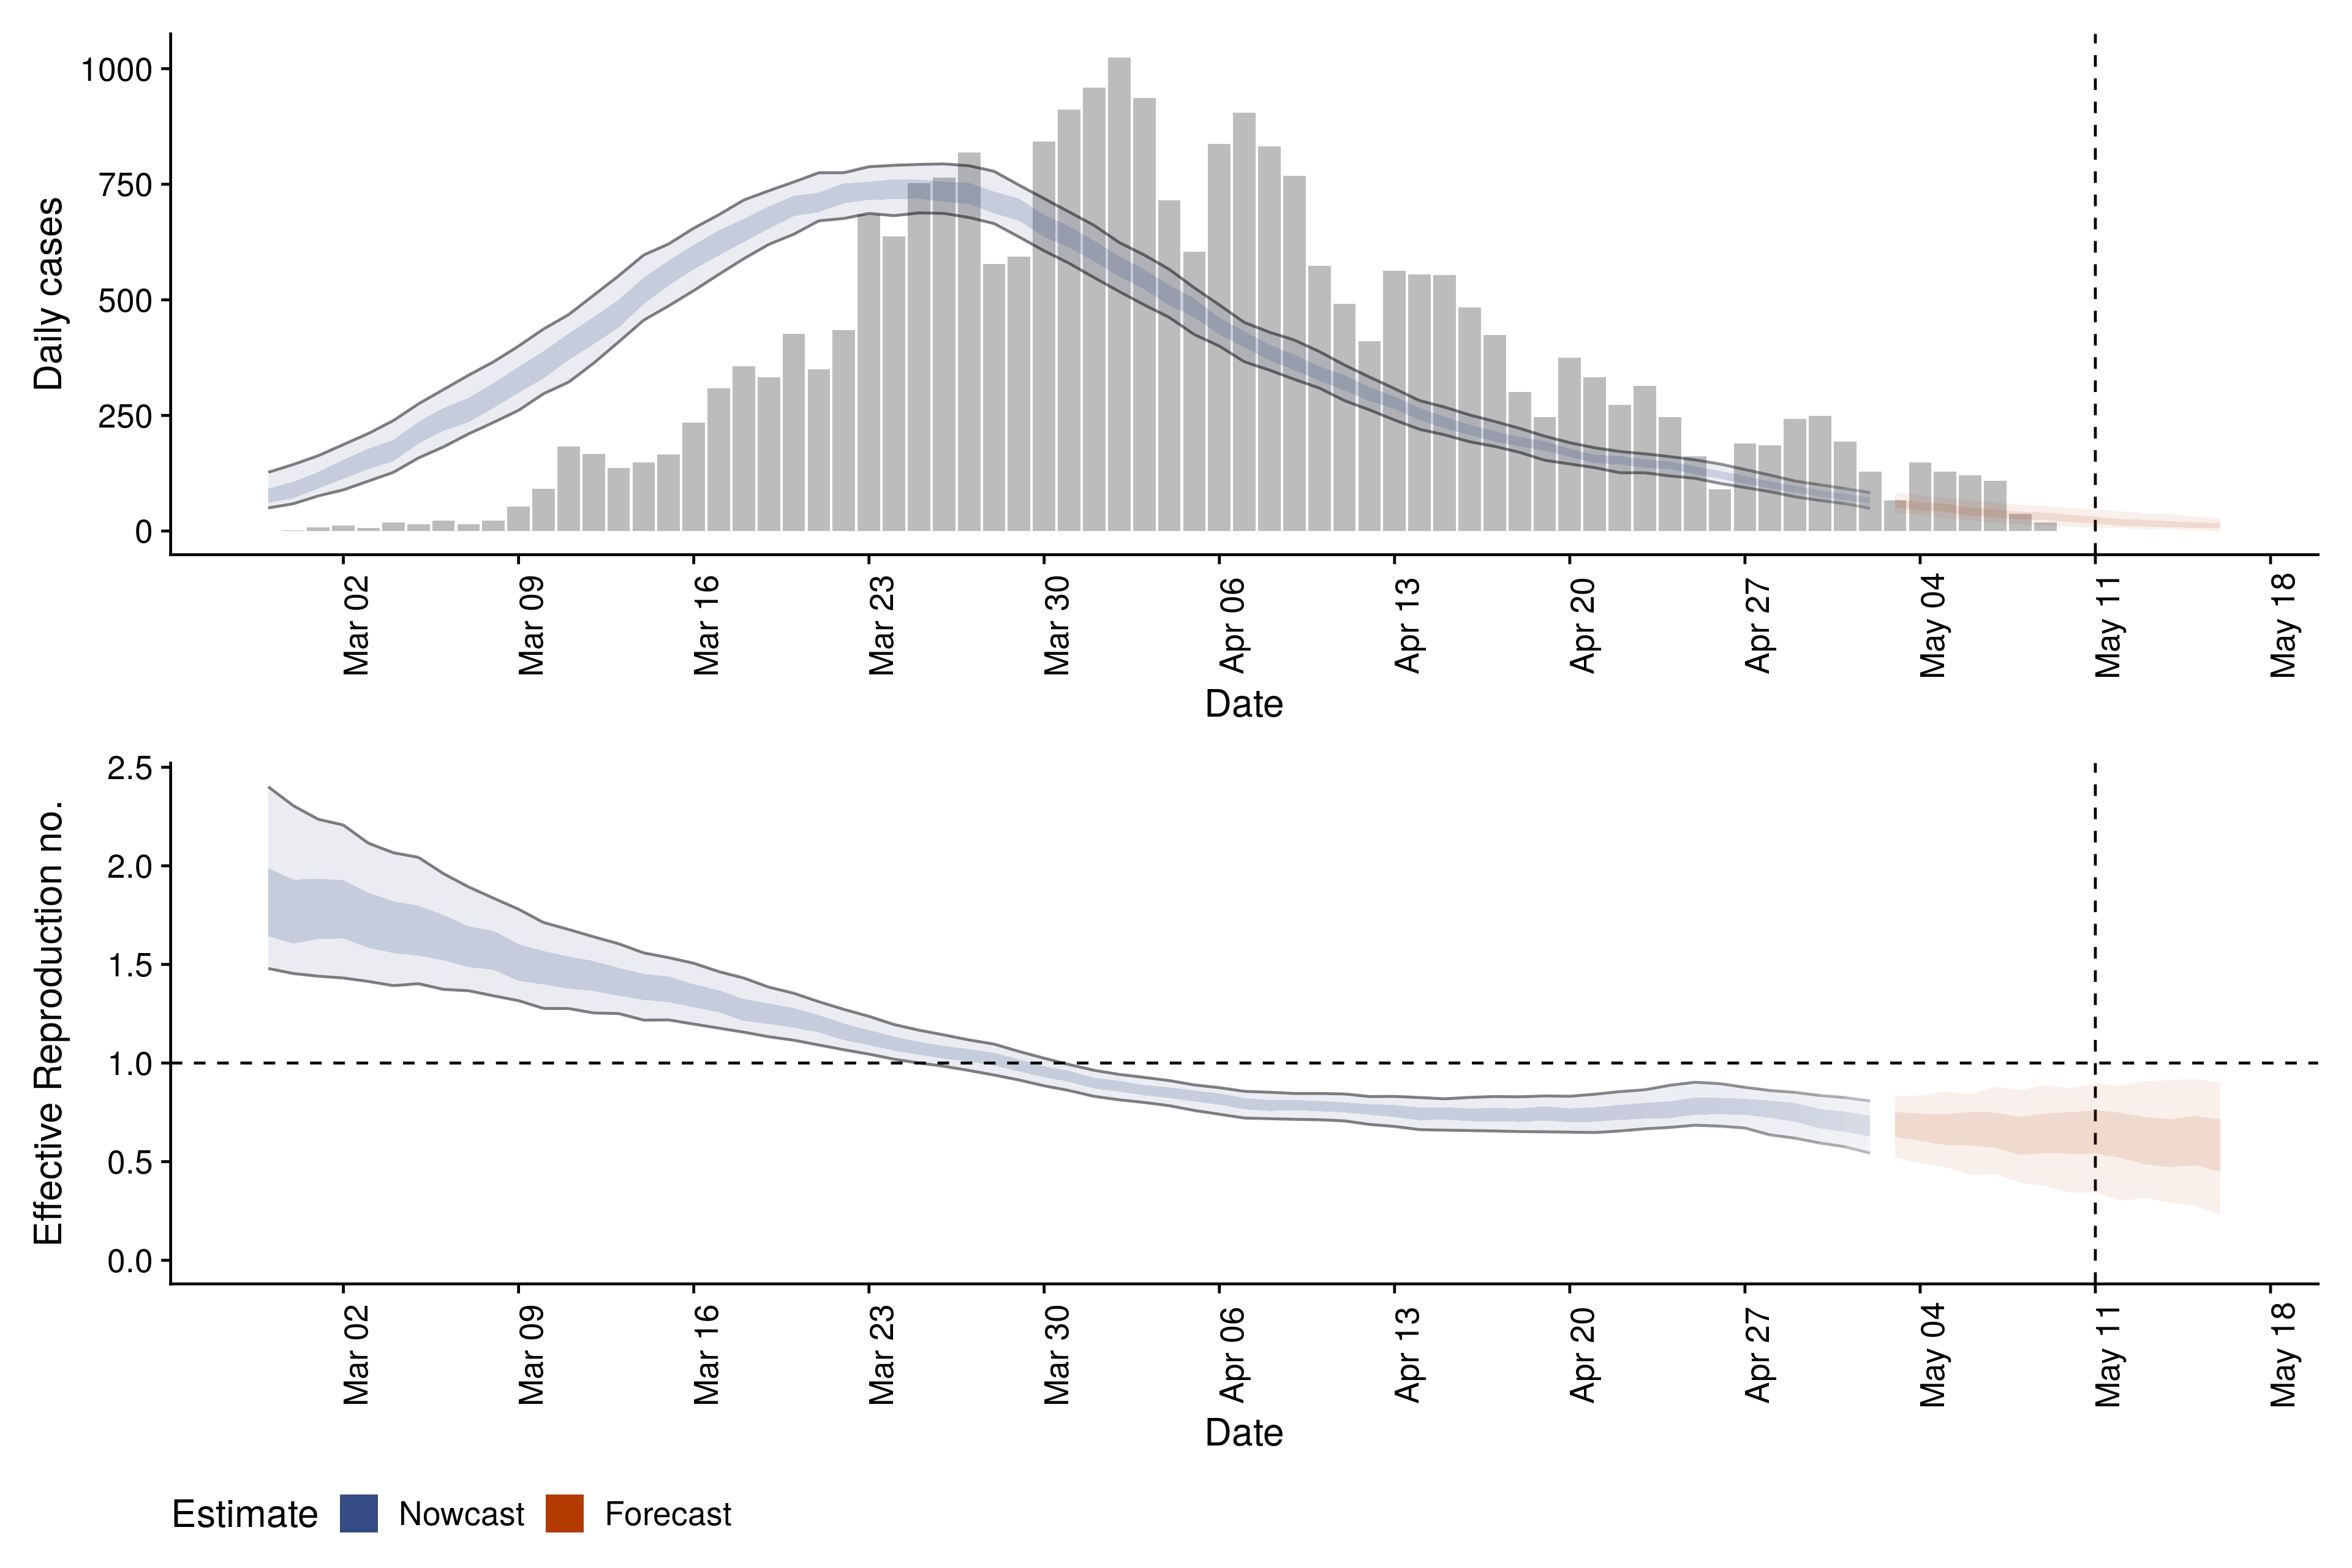 1000
750
500
250
0
Daily cases
Mar 02
Mar 09
Mar 16
Mar 23
Mar 30
Apr 06
Apr 13
Apr 20
Apr 27
May 04
May 11
May 18
Date
2.5
2.0
1.5
1.0
0.5
0.0
Effective Reproduction no.
Mar 02
Mar 09
Mar 16
Mar 23
Mar 30
Apr 06
Apr 13
Apr 20
Apr 27
May 04
May 11
May 18
Date
Estimate Nowcast Forecast